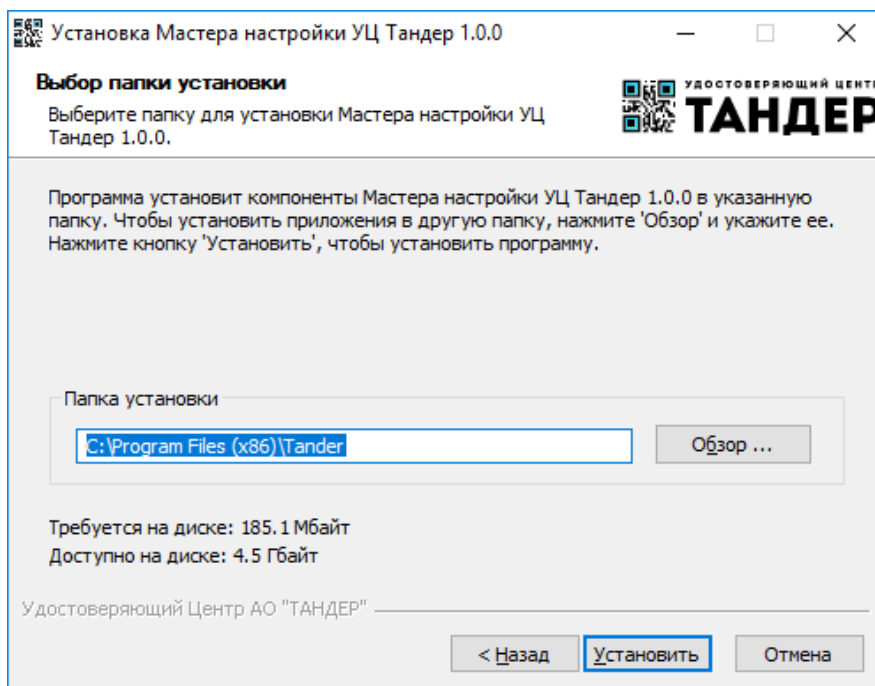 Установка Мастера настройки УЦ Тандер 1.0.0
Выбор папки установки
Выберите папку для установки Мастера настройки УЦ
Тандер 1.0.0.
УДОСТОВЕРЯЮЩИЙ ЦЕНТР
ТАНДЕР
Программа установит компоненты Мастера настройки УЦ Тандер 1.0.0 в указанную
папку. Чтобы установить приложения в другую папку, нажмите 'Обзор' и укажите ее.
Нажмите кнопку 'Установить', чтобы установить программу.
Папка установки
C:\Program Files (x86)\Tander
Обзор ...
Требуется на диске: 185.1 Мбайт
Доступно на диске: 4.5 Гбайт
Удостоверяющий Центр АО "ТАНДЕР"
< Назад
Установить
Отмена